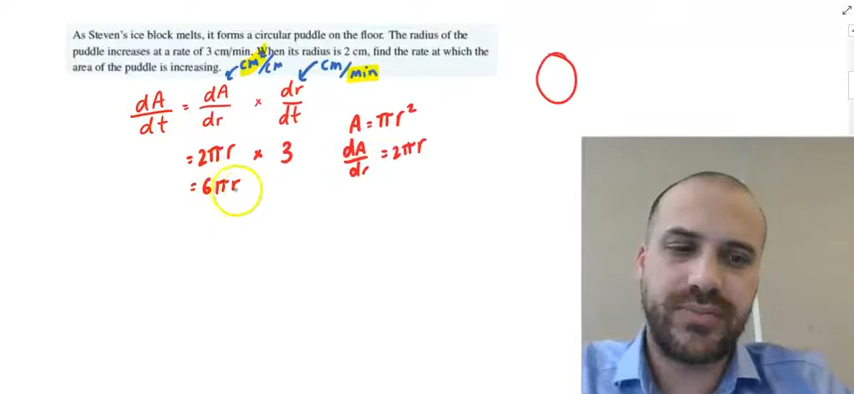 As Steven's ice block melts, it forms a circular puddle on the floor. The radius of the
puddle increases at a rate of 3 cm/min. When its radius is 2 cm, find the rate at which the
area of the puddle is increasing.
cm²/cm
cm/min
dA/dt = dA/dr × dr/dt
A = πr²
= 2πr × 3
dA/dr = 2πr
= 6πr